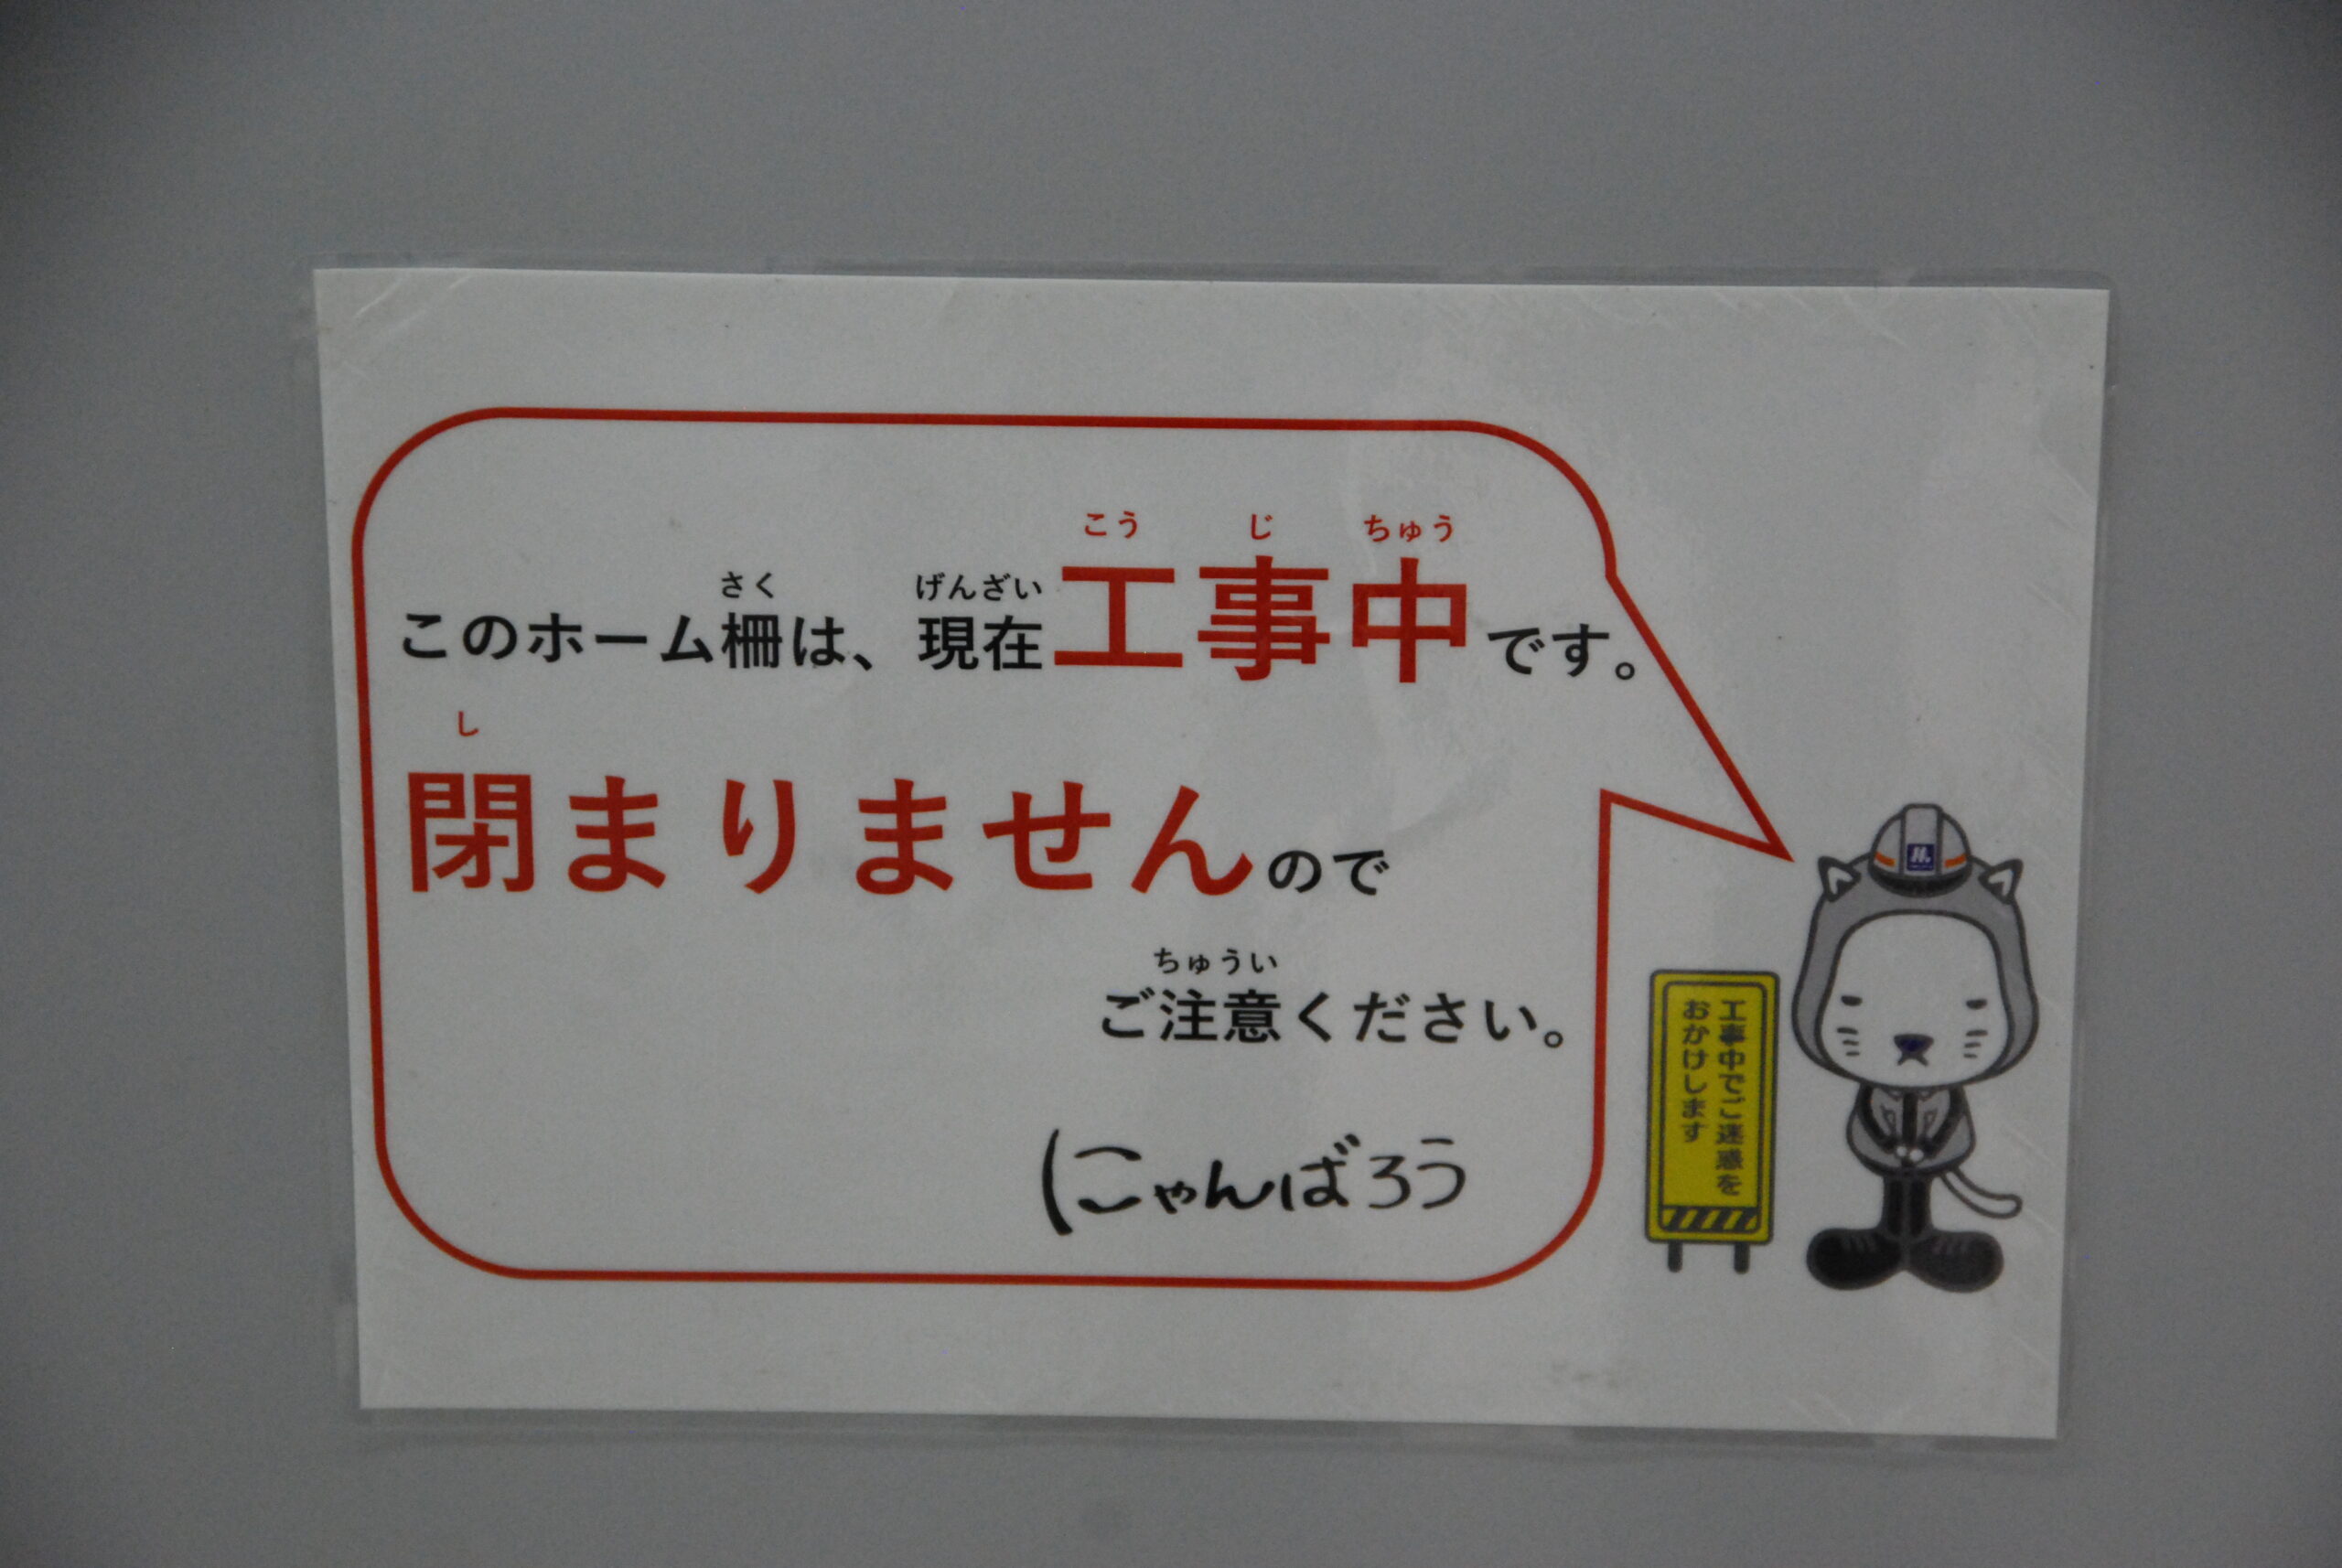 このホーム柵は、現在工事中です。
閉まりませんので
ご注意ください。
にゃんばろう
工事中でご迷惑を
おかけします